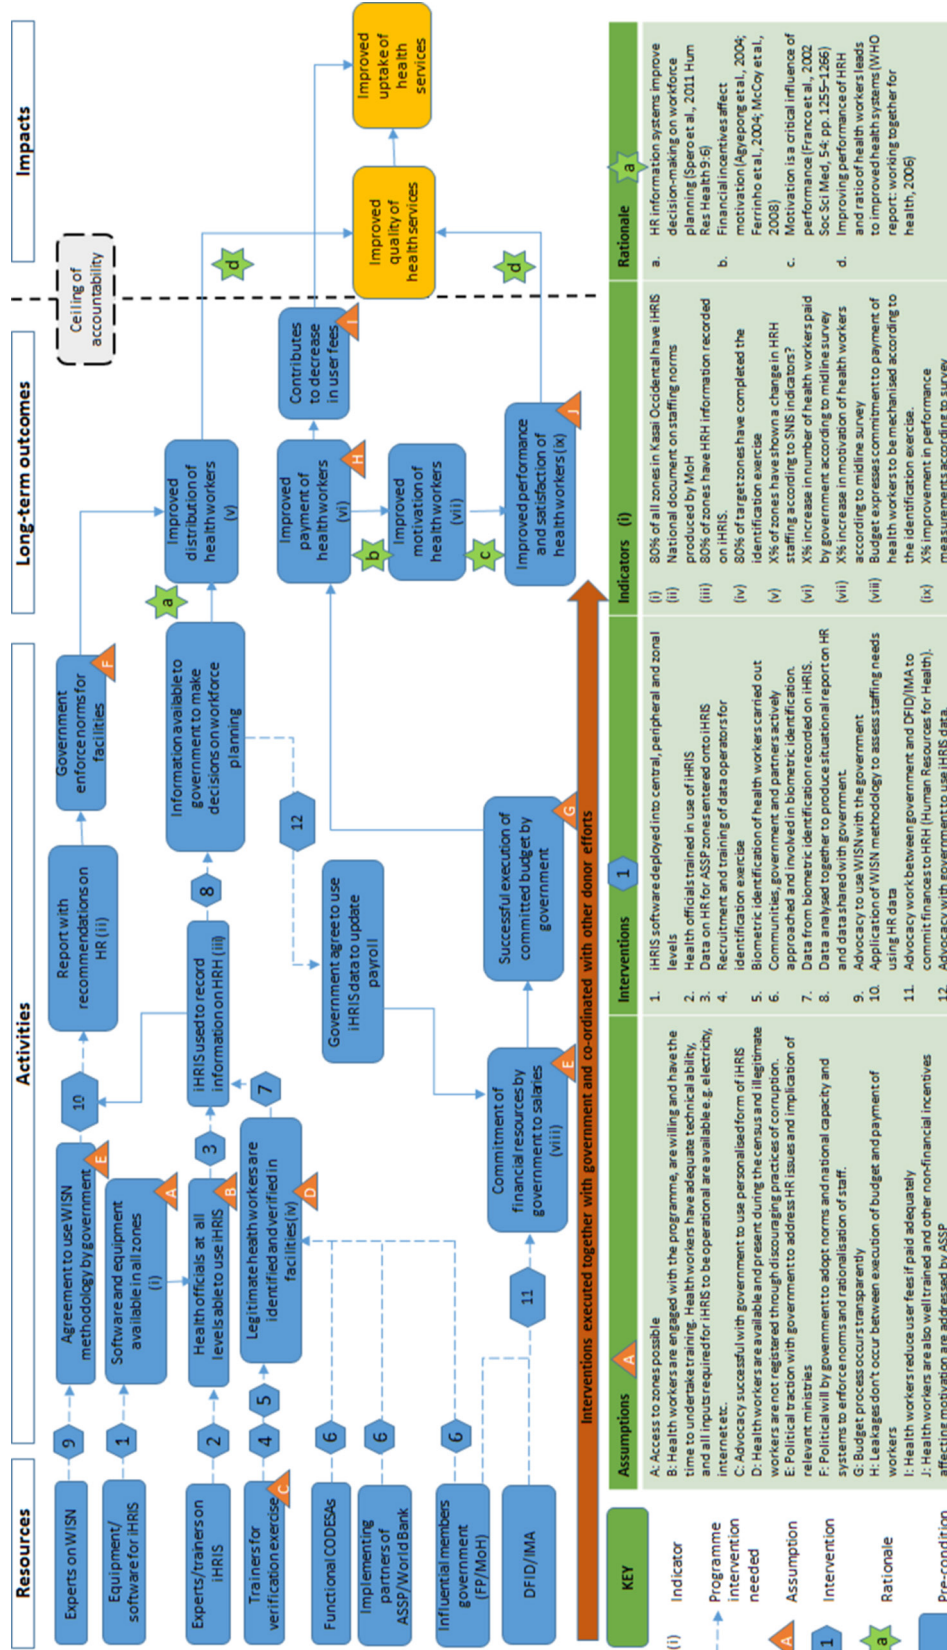 Resources
Activities
Long-term outcomes
Impacts
Ceiling of
accountability
Experts on WISN
Equipment/
software for iHRIS
Experts/trainers on
iHRIS
Trainers for
verification exercise
C
Functional CODESAs
Implementing
partners of
ASSP/World Bank
Influential members
government
(FP/MoH)
DFID/IMA
9
1
2
4
5
6
6
6
11
Agreement to use WISN
methodology by government
E
Software and equipment
available in all zones
(i)
A
Health officials at all
levels able to use iHRIS
B
Legitimate health workers are
identified and verified in
facilities (iv)
D
10
3
7
Report with
recommendations on
HR (ii)
iHRIS used to record
information on HRH (iii)
8
Government
enforce norms for
facilities
F
Information available to
government to make
decisions on workforce
planning
12
Government agree to use
iHRIS data to update
payroll
Commitment of
financial resources by
government to salaries
(viii)
E
Successful execution of
committed budget by
government
G
a
Improved
distribution of
health workers
(v)
Improved
payment of
health workers
(vi)
H
b
Improved
motivation of
health workers
(vii)
c
Improved performance
and satisfaction of
health workers (ix)
J
Contributes
to decrease
in user fees
I
d
d
Improved
quality of
health services
Improved
uptake of
health
services
Interventions executed together with government and co-ordinated with other donor efforts
KEY
(i)
Indicator
Programme
intervention
needed
A
Assumption
1
Intervention
a
Rationale
Pre-condition
Assumptions A
A: Access to zones possible
B: Health workers are engaged with the programme, are willing and have the
time to undertake training. Health workers have adequate technical ability,
and all inputs required for iHRIS to be operational are available e.g. electricity,
internet etc.
C: Advocacy successful with government to use personalised form of iHRIS
D: Health workers are available and present during the census and illegitimate
workers are not registered through discouraging practices of corruption.
E: Political traction with government to address HR issues and implication of
relevant ministries
F: Political will by government to adopt norms and national capacity and
systems to enforce norms and rationalisation of staff.
G: Budget process occurs transparently
H: Leakages don't occur between execution of budget and payment of
workers
I: Health workers reduce user fees if paid adequately
J: Health workers are also well trained and other non-financial incentives
affecting motivation are addressed by ASSP
Interventions 1
1. iHRIS software deployed into central, peripheral and zonal
levels
2. Health officials trained in use of iHRIS
3. Data on HR for ASSP zones entered onto iHRIS
4. Recruitment and training of data operators for
identification exercise
5. Biometric identification of health workers carried out
6. Communities, government and partners actively
approached and involved in biometric identification.
7. Data from biometric identification recorded on iHRIS.
8. Data analysed together to produce situational report on HR
and data shared with government.
9. Advocacy to use WISN with the government
10. Application of WISN methodology to assess staffing needs
using HR data
11. Advocacy work between government and DFID/IMA to
commit finances to HRH (Human Resources for Health).
12. Advocacy with government to use iHRIS data.
Indicators (i)
(i) 80% of all zones in Kasai Occidental have iHRIS
(ii) National document on staffing norms
produced by MoH
(iii) 80% of zones have HRH information recorded
on iHRIS.
(iv) 80% of target zones have completed the
identification exercise
(v) X% of zones have shown a change in HRH
staffing according to SNIS indicators?
(vi) X% increase in number of health workers paid
by government according to midline survey
(vii) X% increase in motivation of health workers
according to midline survey
(viii) Budget expresses commitment to payment of
health workers to be mechanised according to
the identification exercise.
(ix) X% improvement in performance
measurements according to survey
Rationale a
a. HR information systems improve
decision-making on workforce
planning (Spero et al., 2011 Hum
Res Health 9:6)
b. Financial incentives affect
motivation (Agyepong et al., 2004;
Ferrinho et al., 2004; McCoy et al.,
2008)
c. Motivation is a critical influence of
performance (Franco et al., 2002
Soc Sci Med, 54: pp. 1255–1266)
d. Improving performance of HRH
and ratio of health workers leads
to improved health systems (WHO
report: working together for
health, 2006)